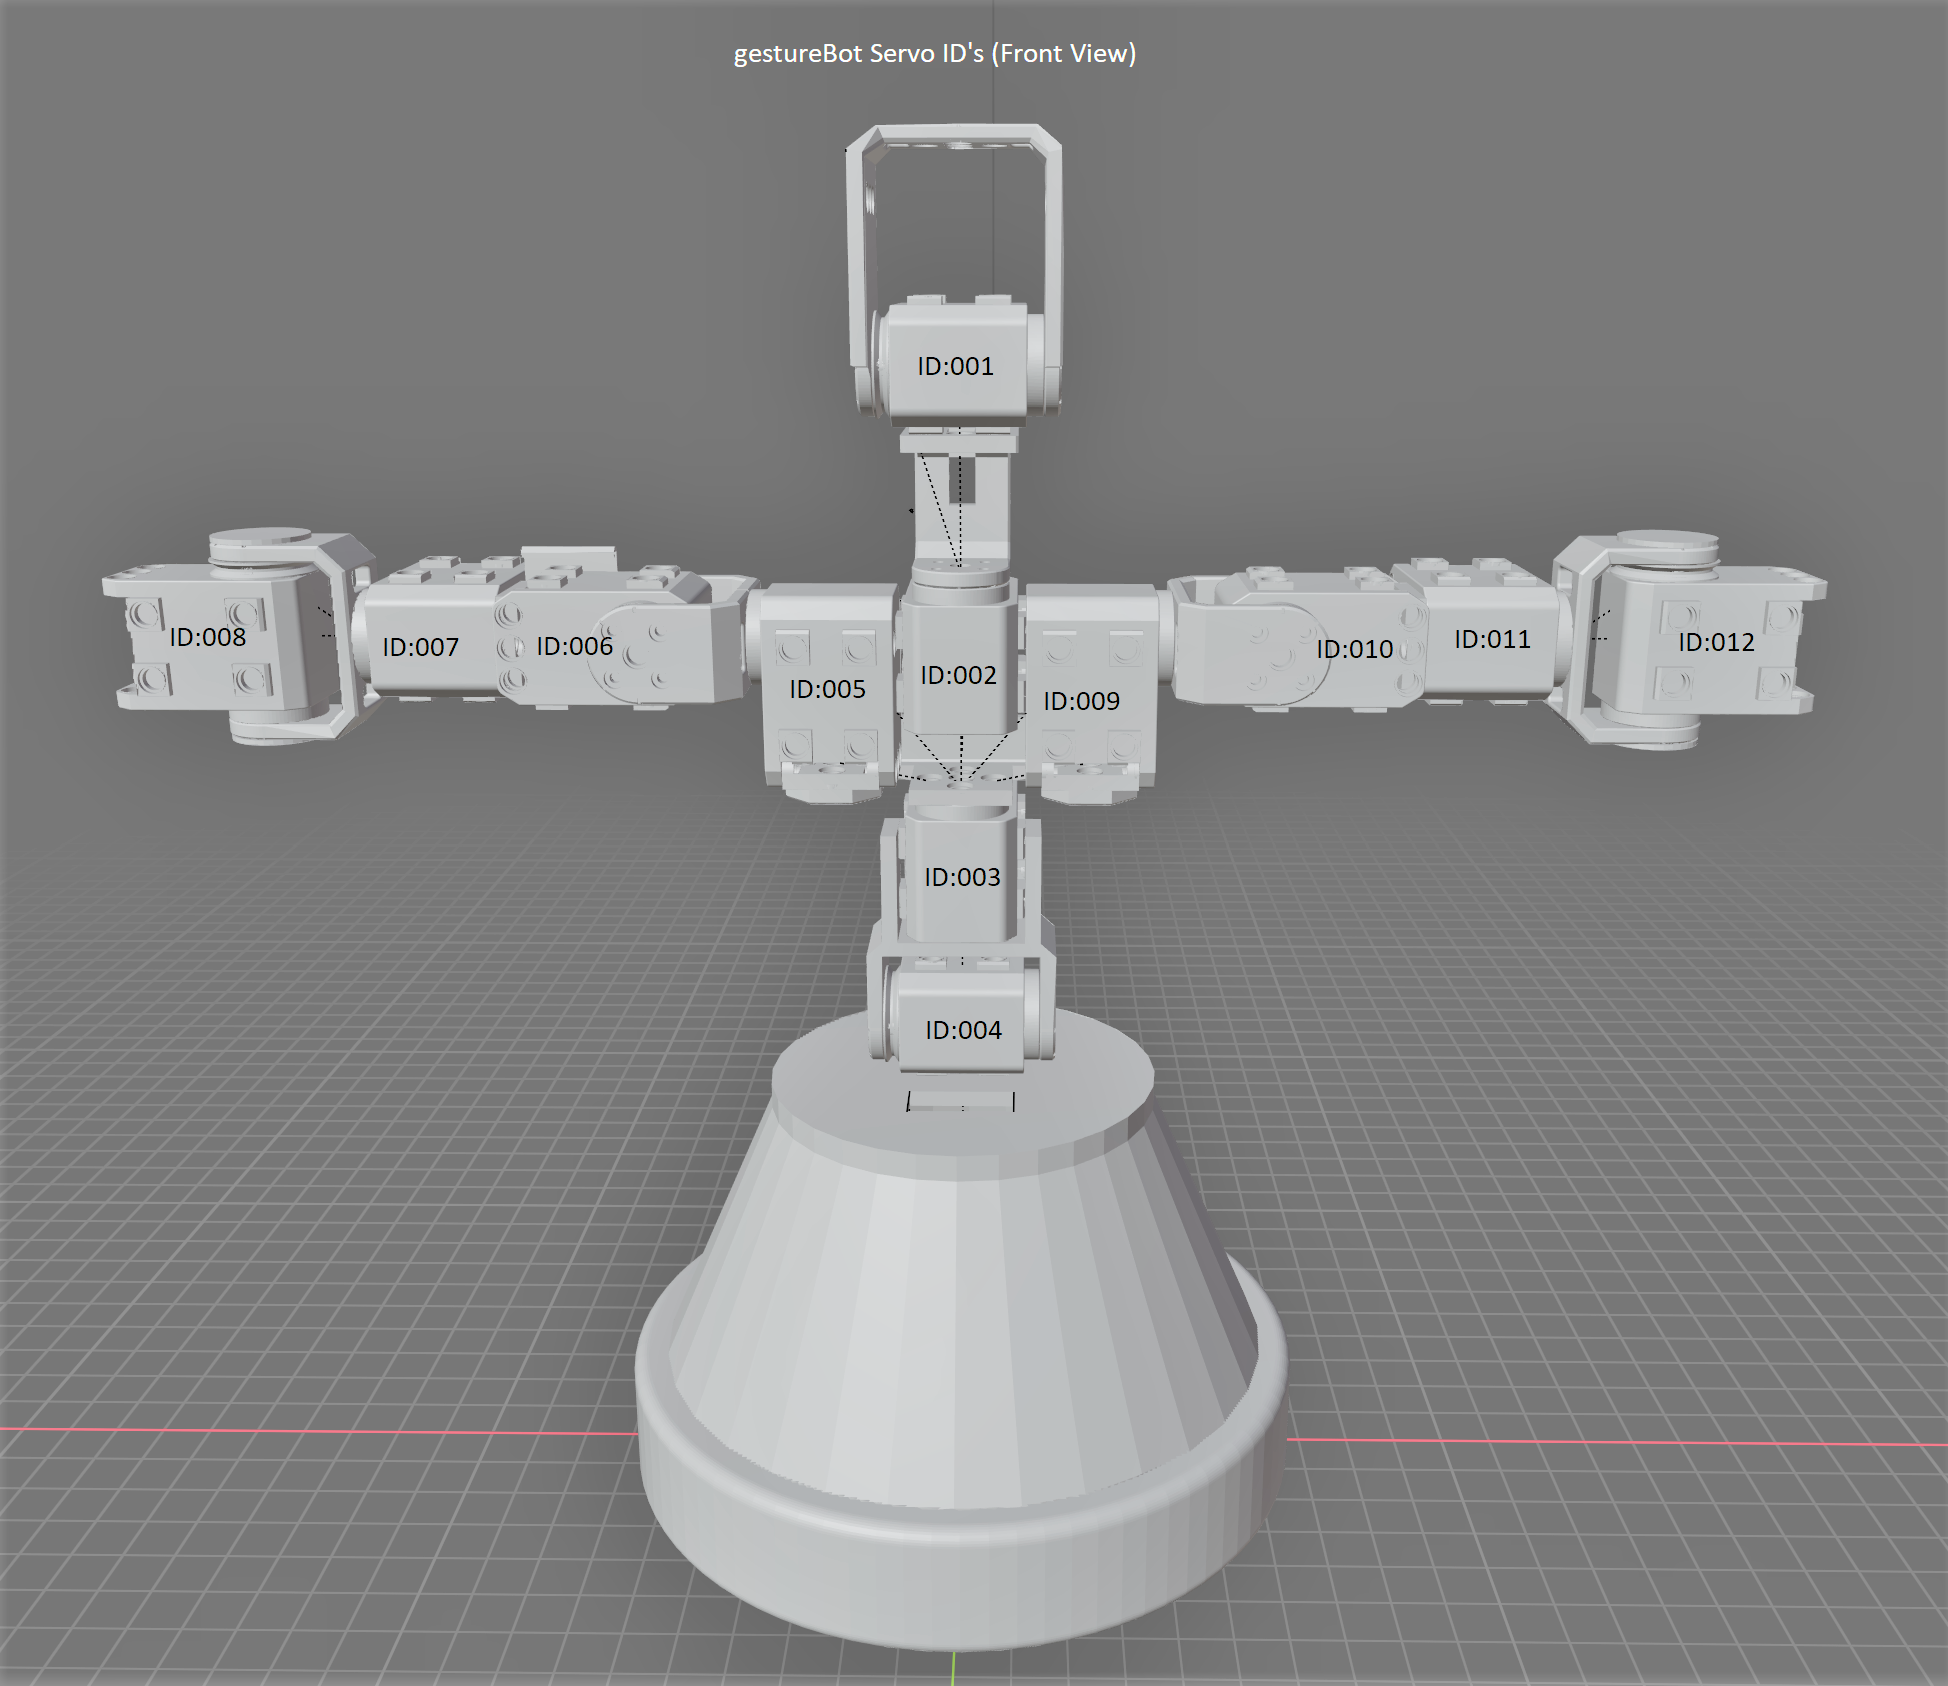 gestureBot Servo ID's (Front View)
ID:001
ID:008
ID:007
ID:006
ID:005
ID:002
ID:009
ID:010
ID:011
ID:012
ID:003
ID:004